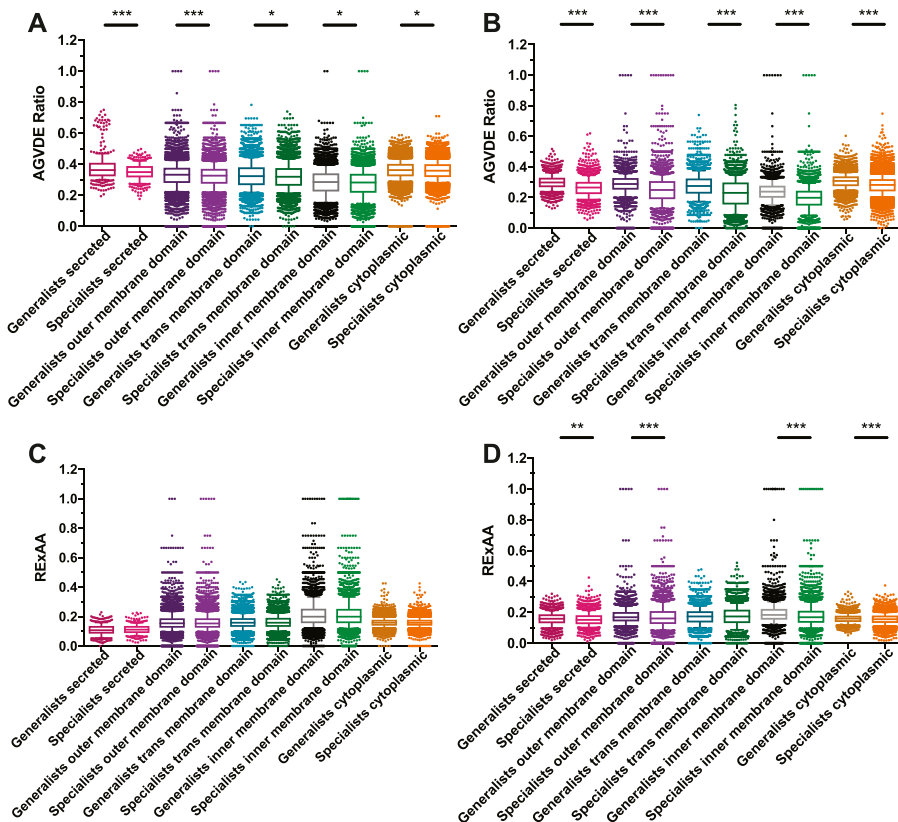 A
*** *** * * *
AGVDE Ratio
1.2
1.0
0.8
0.6
0.4
0.2
0.0
Generalists secreted
Specialists secreted
Generalists outer membrane domain
Specialists outer membrane domain
Generalists trans membrane domain
Specialists trans membrane domain
Generalists inner membrane domain
Specialists inner membrane domain
Generalists cytoplasmic
Specialists cytoplasmic
B
*** *** *** *** ***
AGVDE Ratio
1.2
1.0
0.8
0.6
0.4
0.2
0.0
Generalists secreted
Specialists secreted
Generalists outer membrane domain
Specialists outer membrane domain
Generalists trans membrane domain
Specialists trans membrane domain
Generalists inner membrane domain
Specialists inner membrane domain
Generalists cytoplasmic
Specialists cytoplasmic
C
RExAA
1.2
1.0
0.8
0.6
0.4
0.2
0.0
Generalists secreted
Specialists secreted
Generalists outer membrane domain
Specialists outer membrane domain
Generalists trans membrane domain
Specialists trans membrane domain
Generalists inner membrane domain
Specialists inner membrane domain
Generalists cytoplasmic
Specialists cytoplasmic
D
** *** *** ***
RExAA
1.2
1.0
0.8
0.6
0.4
0.2
0.0
Generalists secreted
Specialists secreted
Generalists outer membrane domain
Specialists outer membrane domain
Generalists trans membrane domain
Specialists trans membrane domain
Generalists inner membrane domain
Specialists inner membrane domain
Generalists cytoplasmic
Specialists cytoplasmic